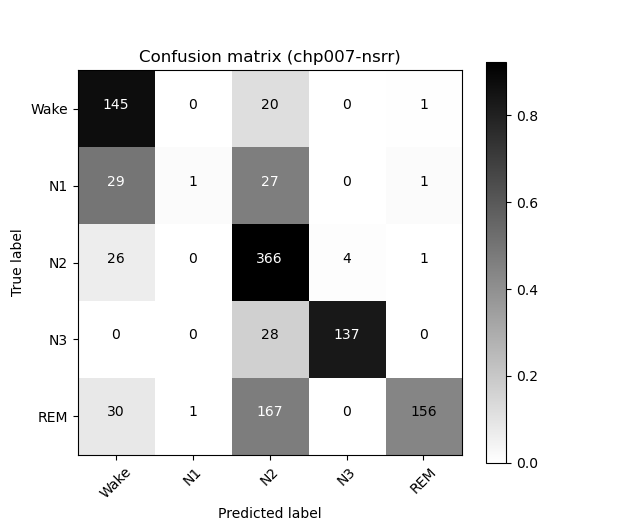 Confusion matrix (chp007-nsrr)
True label
Wake 145 0 20 0 1
N1 29 1 27 0 1
N2 26 0 366 4 1
N3 0 0 28 137 0
REM 30 1 167 0 156
Wake N1 N2 N3 REM
Predicted label
0.8
0.6
0.4
0.2
0.0